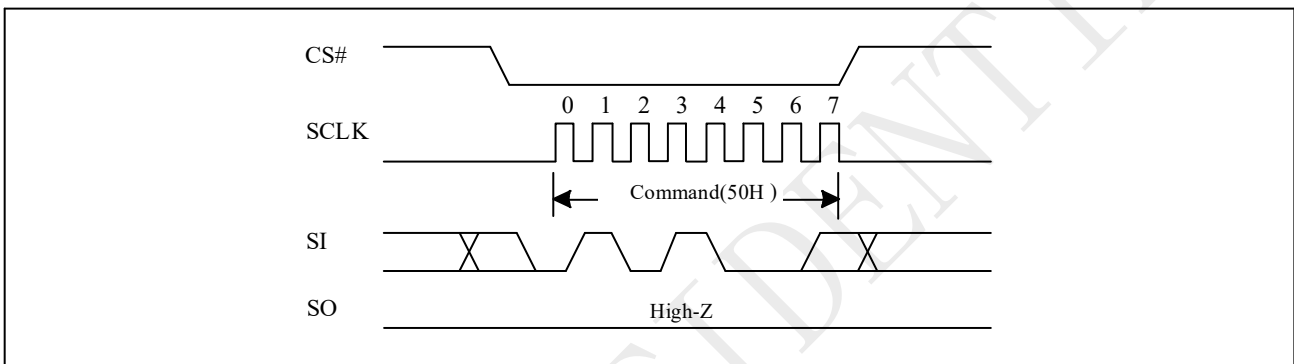 CS#
0 1 2 3 4 5 6 7
SCLK
Command(50H )
SI
SO
High-Z